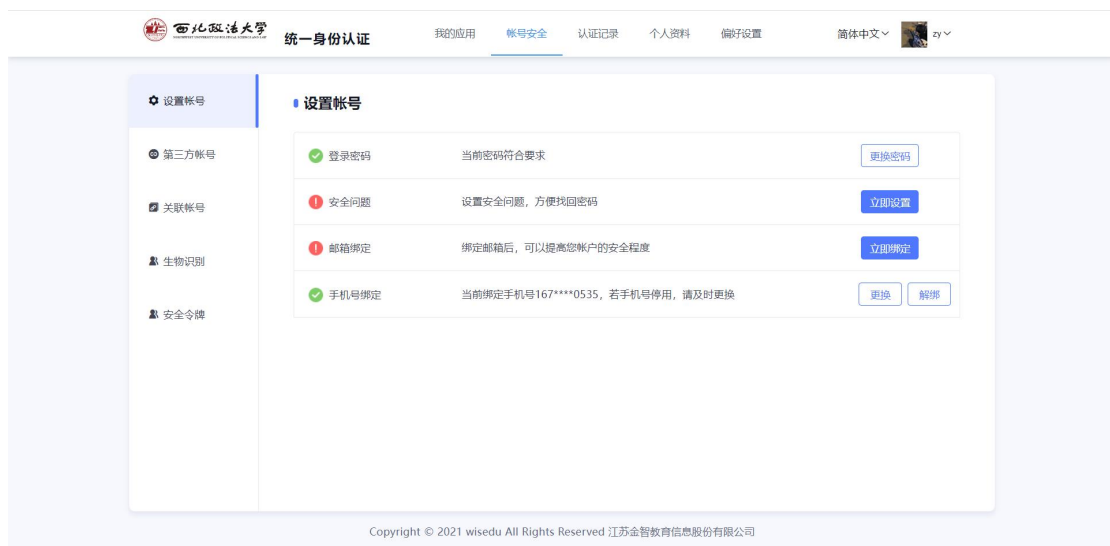 西北政法大学 统一身份认证 我的应用 帐号安全 认证记录 个人资料 偏好设置 简体中文 zy
设置帐号
第三方帐号
关联帐号
生物识别
安全令牌
设置帐号
登录密码 当前密码符合要求 更换密码
安全问题 设置安全问题，方便找回密码 立即设置
邮箱绑定 绑定邮箱后，可以提高您帐户的安全程度 立即绑定
手机号绑定 当前绑定手机号167****0535，若手机号停用，请及时更换 更换 解绑
Copyright © 2021 wisedu All Rights Reserved 江苏金智教育信息股份有限公司